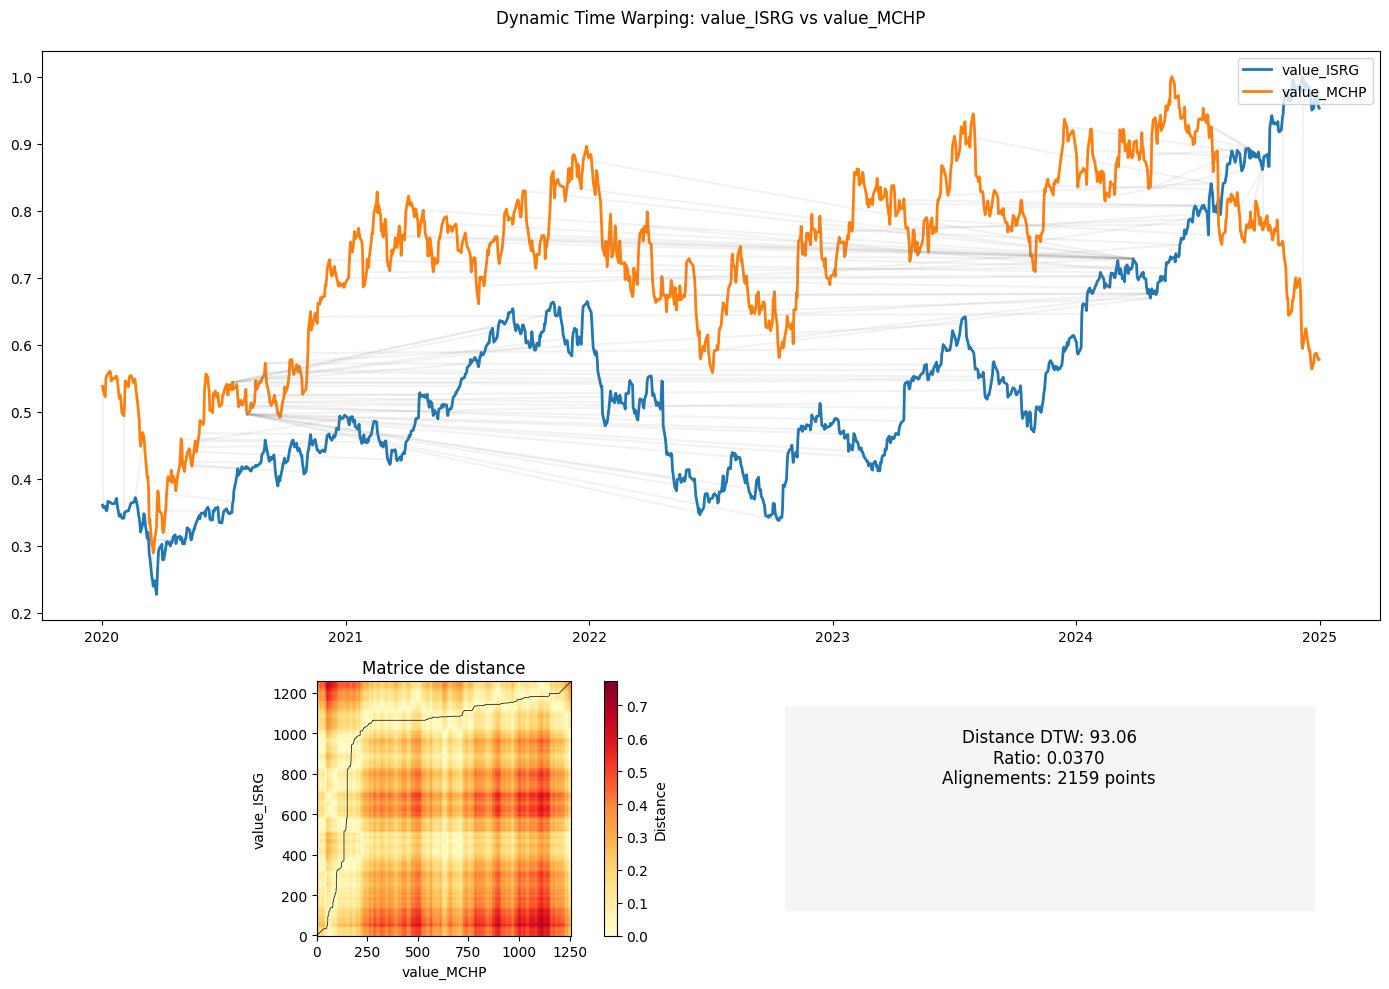 Dynamic Time Warping: value_ISRG vs value_MCHP
value_ISRG
value_MCHP
1.0
0.9
0.8
0.7
0.6
0.5
0.4
0.3
0.2
2020 2021 2022 2023 2024 2025
Matrice de distance
value_ISRG
1200
1000
800
600
400
200
0
0 250 500 750 1000 1250
value_MCHP
0.7
0.6
0.5
0.4
0.3
0.2
0.1
0.0
Distance
Distance DTW: 93.06
Ratio: 0.0370
Alignements: 2159 points